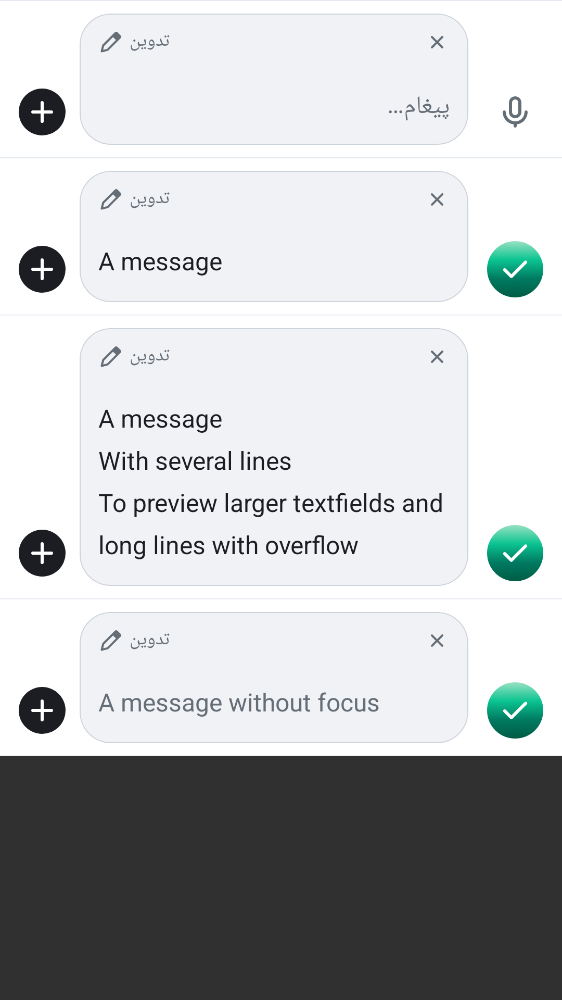 تدوین
پیغام...
تدوین
A message
تدوین
A message
With several lines
To preview larger textfields and
long lines with overflow
تدوین
A message without focus